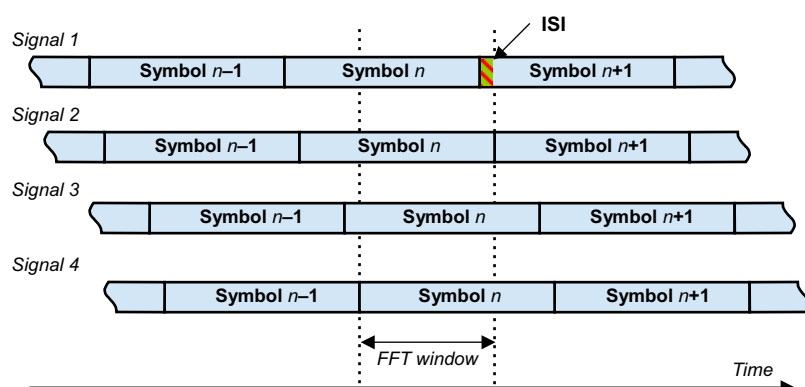 ISI
Signal 1
Symbol n–1 Symbol n Symbol n+1
Signal 2
Symbol n–1 Symbol n Symbol n+1
Signal 3
Symbol n–1 Symbol n Symbol n+1
Signal 4
Symbol n–1 Symbol n Symbol n+1
FFT window
Time